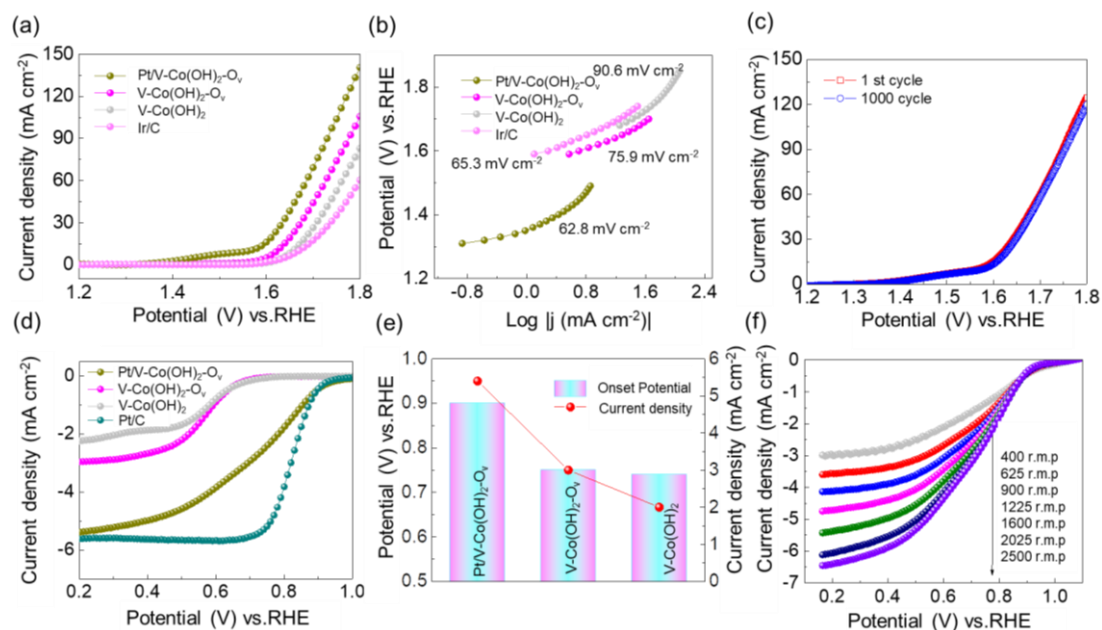 (a)
Current density (mA cm⁻²)
150
120
90
60
30
0
Pt/V-Co(OH)₂-Oᵥ
V-Co(OH)₂-Oᵥ
V-Co(OH)₂
Ir/C
1.2 1.4 1.6 1.8
Potential (V) vs.RHE
(b)
Potential (V) vs.RHE
1.8
1.6
1.4
1.2
Pt/V-Co(OH)₂-Oᵥ
V-Co(OH)₂-Oᵥ
V-Co(OH)₂
Ir/C
90.6 mV cm⁻²
65.3 mV cm⁻²
75.9 mV cm⁻²
62.8 mV cm⁻²
-0.8 0.0 0.8 1.6 2.4
Log |j (mA cm⁻²)|
(c)
Current density (mA cm⁻²)
150
120
90
60
30
0
1 st cycle
1000 cycle
1.2 1.3 1.4 1.5 1.6 1.7 1.8
Potential (V) vs.RHE
(d)
Current density (mA cm⁻²)
0
-2
-4
-6
Pt/V-Co(OH)₂-Oᵥ
V-Co(OH)₂-Oᵥ
V-Co(OH)₂
Pt/C
0.2 0.4 0.6 0.8 1.0
Potential (V) vs.RHE
(e)
Potential (V) vs.RHE
1.0
0.9
0.8
0.7
0.6
0.5
Onset Potential
Current density
Pt/V-Co(OH)₂-Oᵥ
V-Co(OH)₂-Oᵥ
V-Co(OH)₂
6
5
4
3
2
1
0
Current density (mA cm⁻²)
(f)
Current density (mA cm⁻²)
0
-1
-2
-3
-4
-5
-6
-7
400 r.m.p
625 r.m.p
900 r.m.p
1225 r.m.p
1600 r.m.p
2025 r.m.p
2500 r.m.p
0.2 0.4 0.6 0.8 1.0
Potential (V) vs.RHE